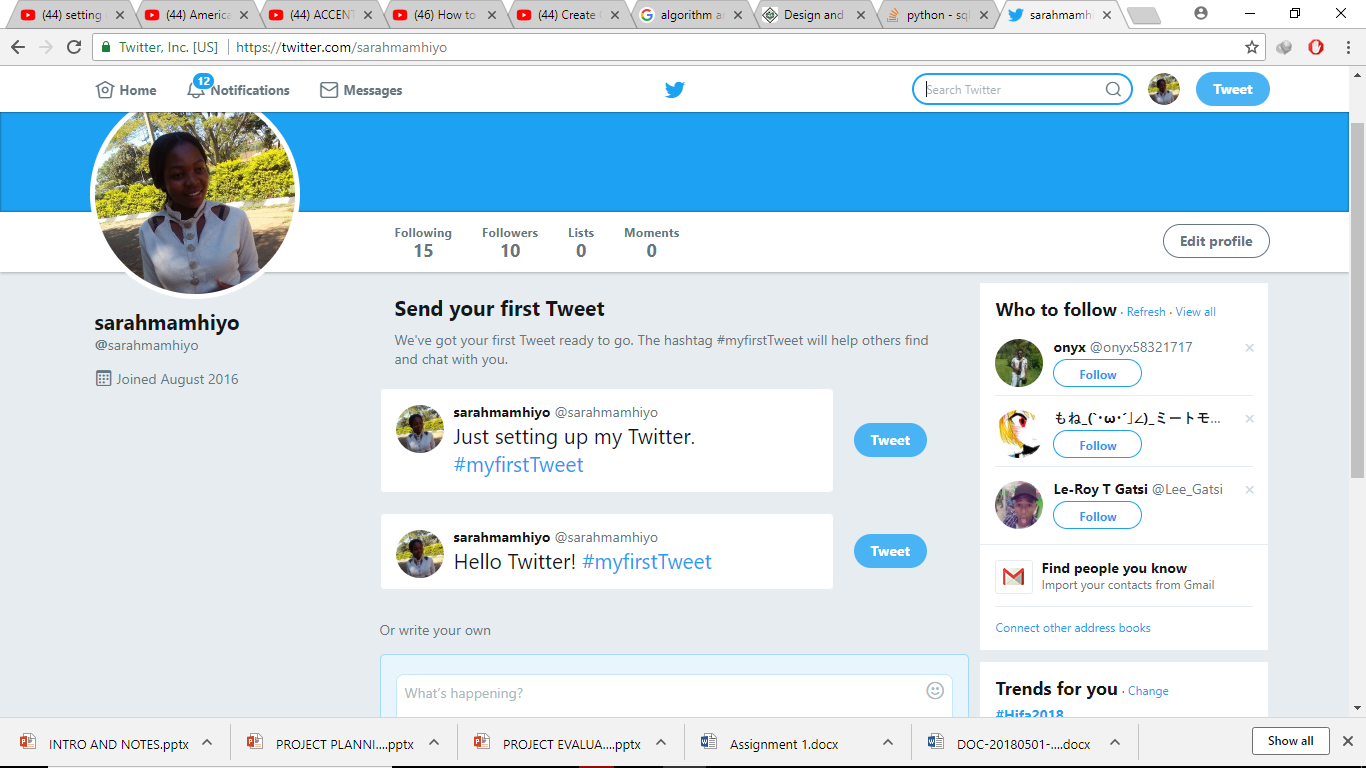 (44) setting
(44) America
(44) ACCENT
(46) How to
(44) Create
algorithm a
Design and
python - sql
sarahmamhi
Twitter, Inc. [US] https://twitter.com/sarahmamhiyo
Home
12
Notifications
Messages
Search Twitter
Tweet
Following
15
Followers
10
Lists
0
Moments
0
Edit profile
sarahmamhiyo
@sarahmamhiyo
Joined August 2016
Send your first Tweet
We've got your first Tweet ready to go. The hashtag #myfirstTweet will help others find
and chat with you.
sarahmamhiyo @sarahmamhiyo
Just setting up my Twitter.
#myfirstTweet
Tweet
sarahmamhiyo @sarahmamhiyo
Hello Twitter! #myfirstTweet
Tweet
Or write your own
What's happening?
Who to follow · Refresh · View all
onyx @onyx58321717
Follow
もね_(`･ω･´｣∠)_ミートモ...
Follow
Le-Roy T Gatsi @Lee_Gatsi
Follow
Find people you know
Import your contacts from Gmail
Connect other address books
Trends for you · Change
#Hifa2018
INTRO AND NOTES.pptx
PROJECT PLANNI....pptx
PROJECT EVALUA....pptx
Assignment 1.docx
DOC-20180501-....docx
Show all